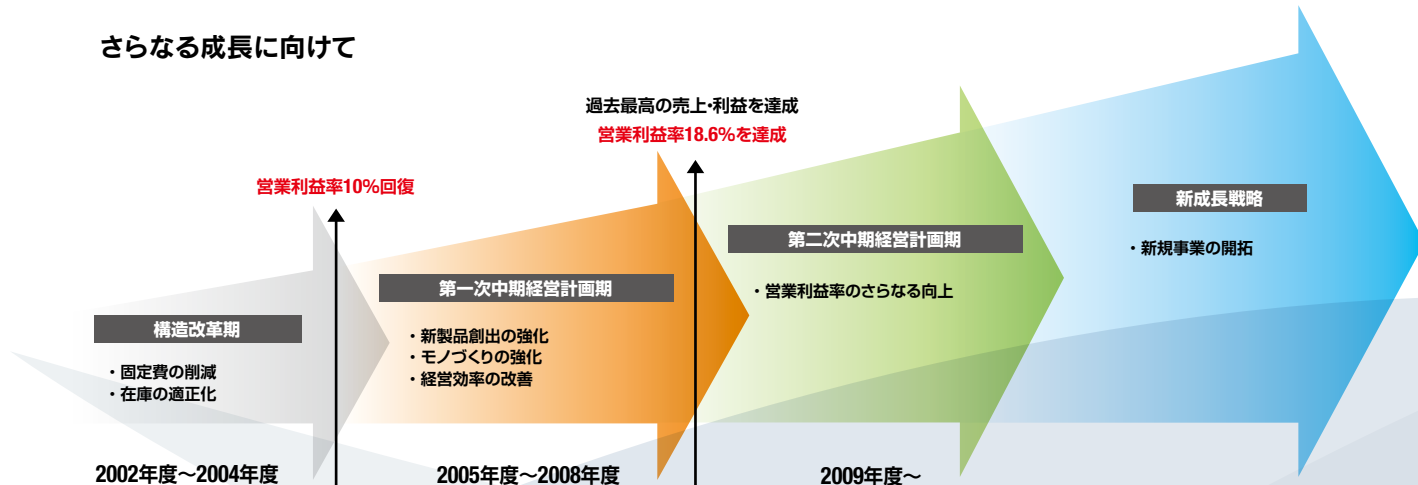 さらなる成長に向けて
過去最高の売上・利益を達成
営業利益率18.6%を達成
営業利益率10%回復
構造改革期
・固定費の削減
・在庫の適正化
2002年度～2004年度
第一次中期経営計画期
・新製品創出の強化
・モノづくりの強化
・経営効率の改善
2005年度～2008年度
第二次中期経営計画期
・営業利益率のさらなる向上
2009年度～
新成長戦略
・新規事業の開拓